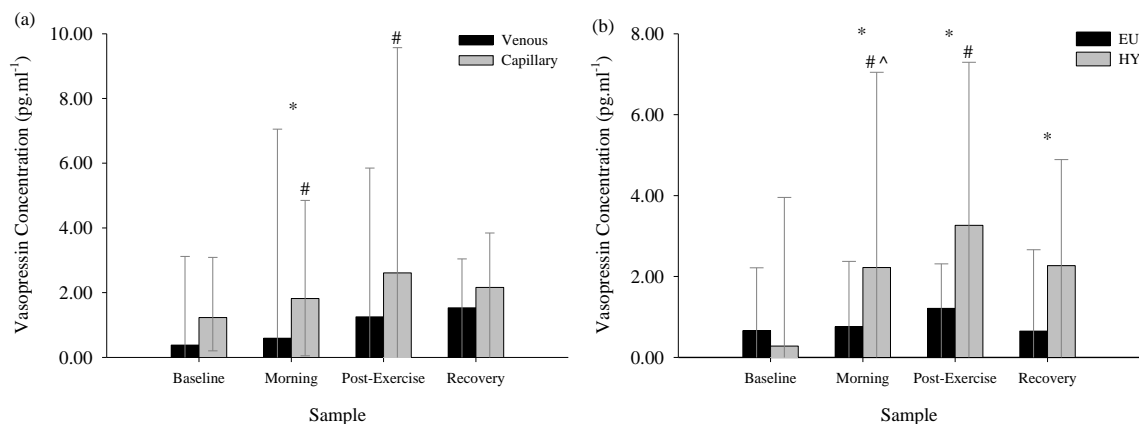 (a)
Vasopressin Concentration (pg.ml-1)
10.00
8.00
6.00
4.00
2.00
0.00
Venous
Capillary
*
#
#
Baseline
Morning
Post-Exercise
Recovery
Sample
(b)
Vasopressin Concentration (pg.ml-1)
8.00
6.00
4.00
2.00
0.00
EU
HY
*
# ^
*
#
*
Baseline
Morning
Post-Exercise
Recovery
Sample